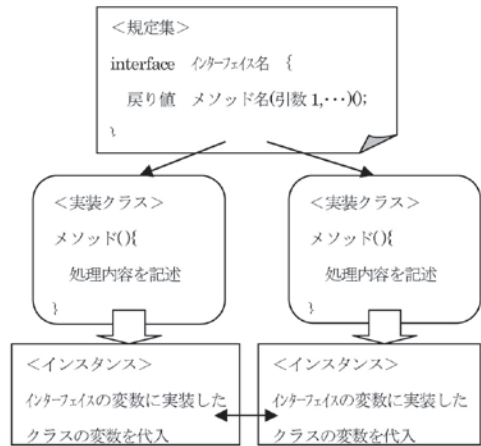 ＜規定集＞
interface ｲﾝﾀｰﾌｪｲｽ名 {
戻り値 メソッド名(引数 1,･･･)();
}
＜実装クラス＞
メソッド(){
処理内容を記述
}
＜実装クラス＞
メソッド(){
処理内容を記述
}
＜インスタンス＞
ｲﾝﾀｰﾌｪｲｽの変数に実装した
クラスの変数を代入
＜インスタンス＞
ｲﾝﾀｰﾌｪｲｽの変数に実装した
クラスの変数を代入